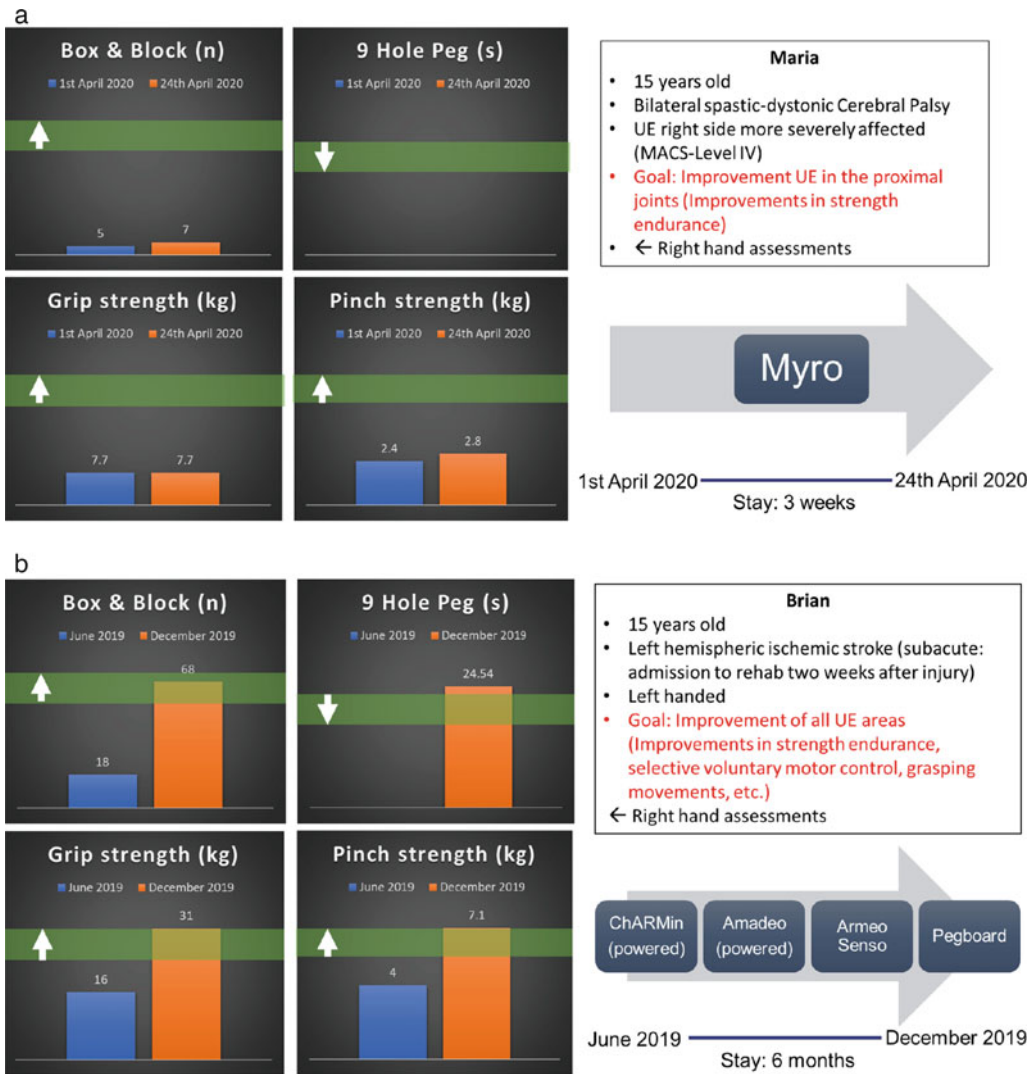 a
Box & Block (n)
1st April 2020 24th April 2020
5 7
9 Hole Peg (s)
1st April 2020 24th April 2020
Grip strength (kg)
1st April 2020 24th April 2020
7.7 7.7
Pinch strength (kg)
1st April 2020 24th April 2020
2.4 2.8
Maria
• 15 years old
• Bilateral spastic-dystonic Cerebral Palsy
• UE right side more severely affected
(MACS-Level IV)
• Goal: Improvement UE in the proximal
joints (Improvements in strength
endurance)
• ← Right hand assessments
Myro
1st April 2020 24th April 2020
Stay: 3 weeks
b
Box & Block (n)
June 2019 December 2019
18 68
9 Hole Peg (s)
June 2019 December 2019
24.54
Grip strength (kg)
June 2019 December 2019
16 31
Pinch strength (kg)
June 2019 December 2019
4 7.1
Brian
• 15 years old
• Left hemispheric ischemic stroke (subacute:
admission to rehab two weeks after injury)
• Left handed
• Goal: Improvement of all UE areas
(Improvements in strength endurance,
selective voluntary motor control, grasping
movements, etc.)
← Right hand assessments
ChARMin
(powered)
Amadeo
(powered)
Armeo
Senso
Pegboard
June 2019 December 2019
Stay: 6 months